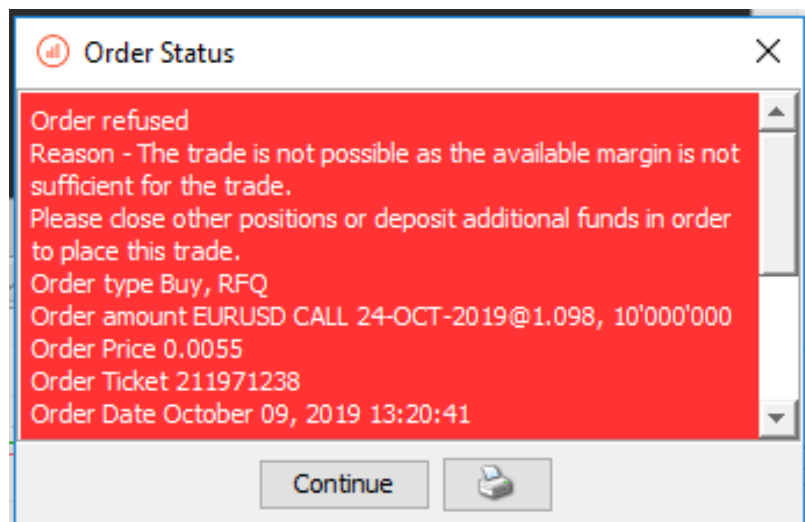 Order Status
Order refused
Reason - The trade is not possible as the available margin is not
sufficient for the trade.
Please close other positions or deposit additional funds in order
to place this trade.
Order type Buy, RFQ
Order amount EURUSD CALL 24-OCT-2019@1.098, 10'000'000
Order Price 0.0055
Order Ticket 211971238
Order Date October 09, 2019 13:20:41
Continue